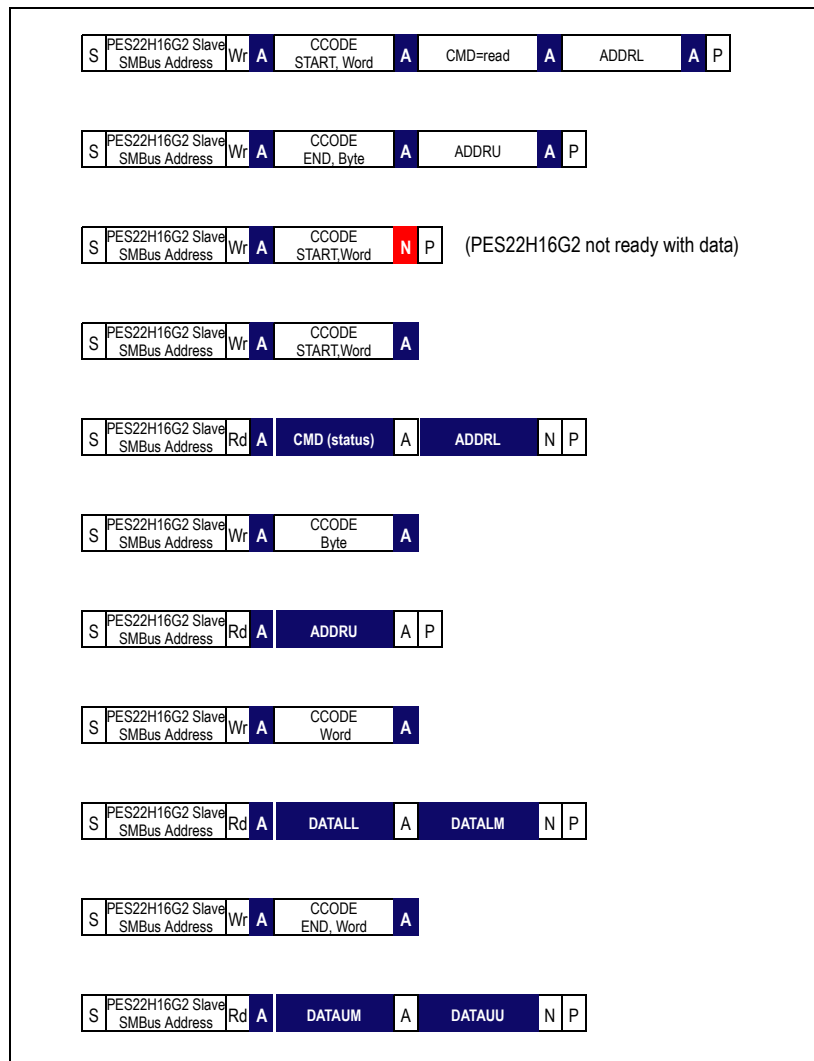 S PES22H16G2 Slave SMBus Address Wr A CCODE START, Word A CMD=read A ADDRL A P
S PES22H16G2 Slave SMBus Address Wr A CCODE END, Byte A ADDRU A P
S PES22H16G2 Slave SMBus Address Wr A CCODE START,Word N P (PES22H16G2 not ready with data)
S PES22H16G2 Slave SMBus Address Wr A CCODE START,Word A
S PES22H16G2 Slave SMBus Address Rd A CMD (status) A ADDRL N P
S PES22H16G2 Slave SMBus Address Wr A CCODE Byte A
S PES22H16G2 Slave SMBus Address Rd A ADDRU A P
S PES22H16G2 Slave SMBus Address Wr A CCODE Word A
S PES22H16G2 Slave SMBus Address Rd A DATALL A DATALM N P
S PES22H16G2 Slave SMBus Address Wr A CCODE END, Word A
S PES22H16G2 Slave SMBus Address Rd A DATAUM A DATAUU N P